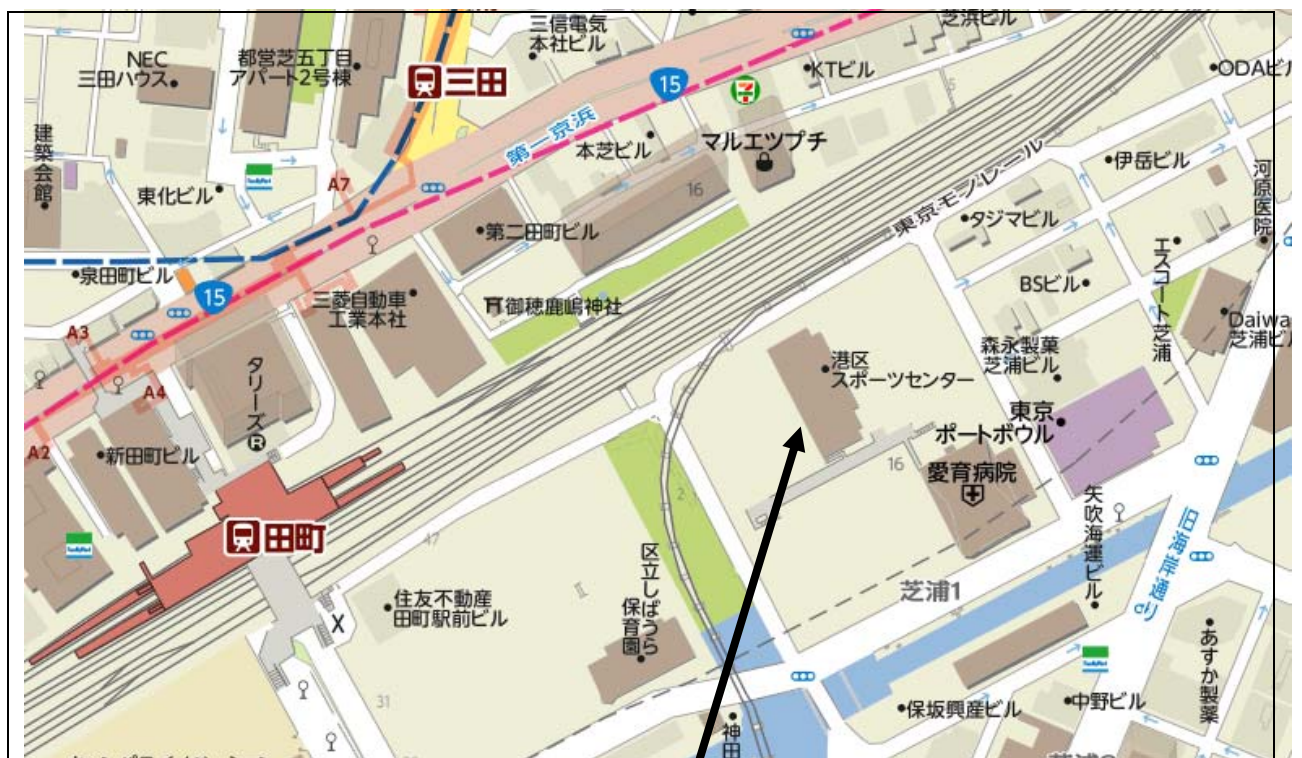 三信電気
本社ビル
芝浜ビル
NEC
三田ハウス
都営芝五丁目
アパート2号棟
三田
15
KTビル
ODAビ
5
第一京浜
本芝ビル
マルエツプチ
建築会館
東化ビル
FamilyMart
A7
16
伊岳ビル
河原医院
東京モノレール
タジマビル
第二田町ビル
泉田町ビル
15
三菱自動車
工業本社
御穂鹿嶋神社
BSビル
エスコート芝浦
Daiwa
芝浦ビル
A3
A4
A2
タリーズ
R
港区
スポーツセンター
森永製菓
芝浦ビル
東京
ポートボウル
新田町ビル
16
愛育病院
2
田町
FamilyMart
47
矢吹海運ビル
旧海岸通り
住友不動産
田町駅前ビル
区立しばうら
保育園
芝浦1
あすか製薬
31
FamilyMart
保坂興産ビル
中野ビル
神田